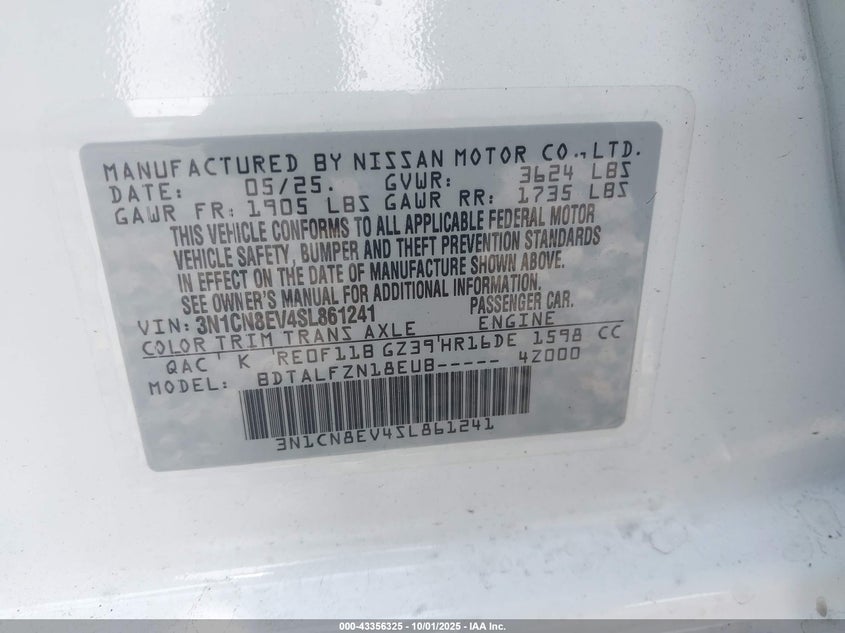 MANUFACTURED BY NISSAN MOTOR CO.,LTD.
DATE: 05/25. GVWR: 3624 LBS
GAWR FR: 1905 LBS GAWR RR: 1735 LBS
THIS VEHICLE CONFORMS TO ALL APPLICABLE FEDERAL MOTOR
VEHICLE SAFETY, BUMPER AND THEFT PREVENTION STANDARDS
IN EFFECT ON THE DATE OF MANUFACTURE SHOWN ABOVE.
SEE OWNER'S MANUAL FOR ADDITIONAL INFORMATION.
VIN: 3N1CN8EV4SL861241 PASSENGER CAR.
COLOR TRIM TRANS AXLE ENGINE
QAC K RE0F11B GZ39 HR16DE 1598 CC
MODEL: BDTALFZN18EUB----- 4Z000
3N1CN8EV4SL861241
000-43356325 | 10/01/2025 - IAA Inc.